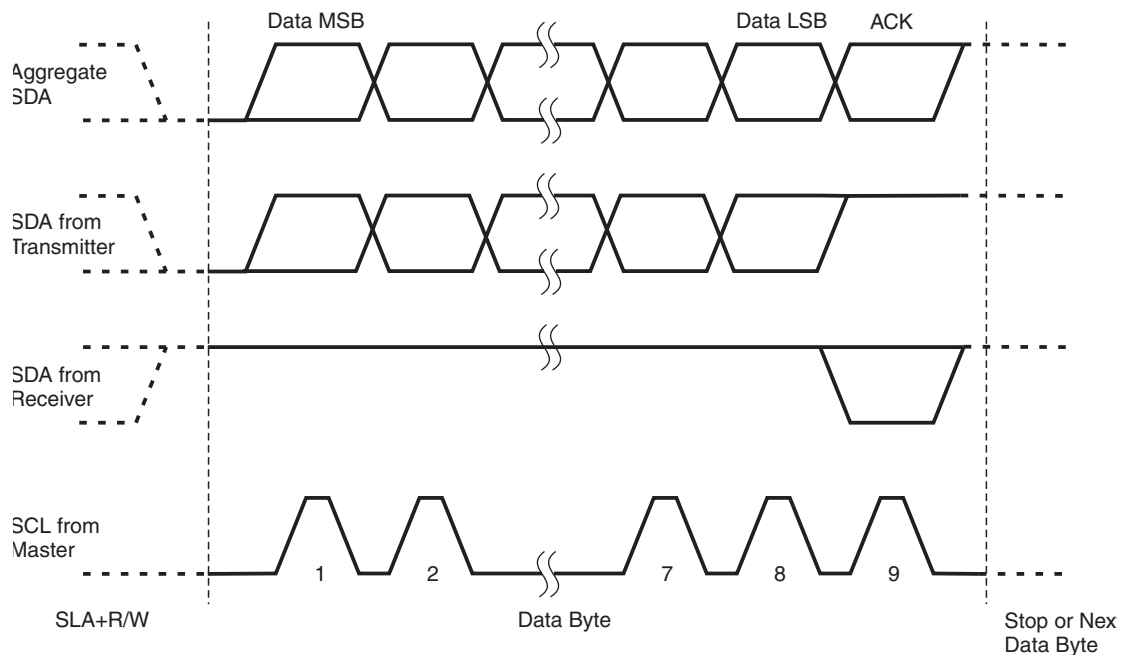 Data MSB
Data LSB
ACK
Aggregate
SDA
SDA from
Transmitter
SDA from
Receiver
SCL from
Master
1
2
7
8
9
SLA+R/W
Data Byte
Stop or Nex
Data Byte